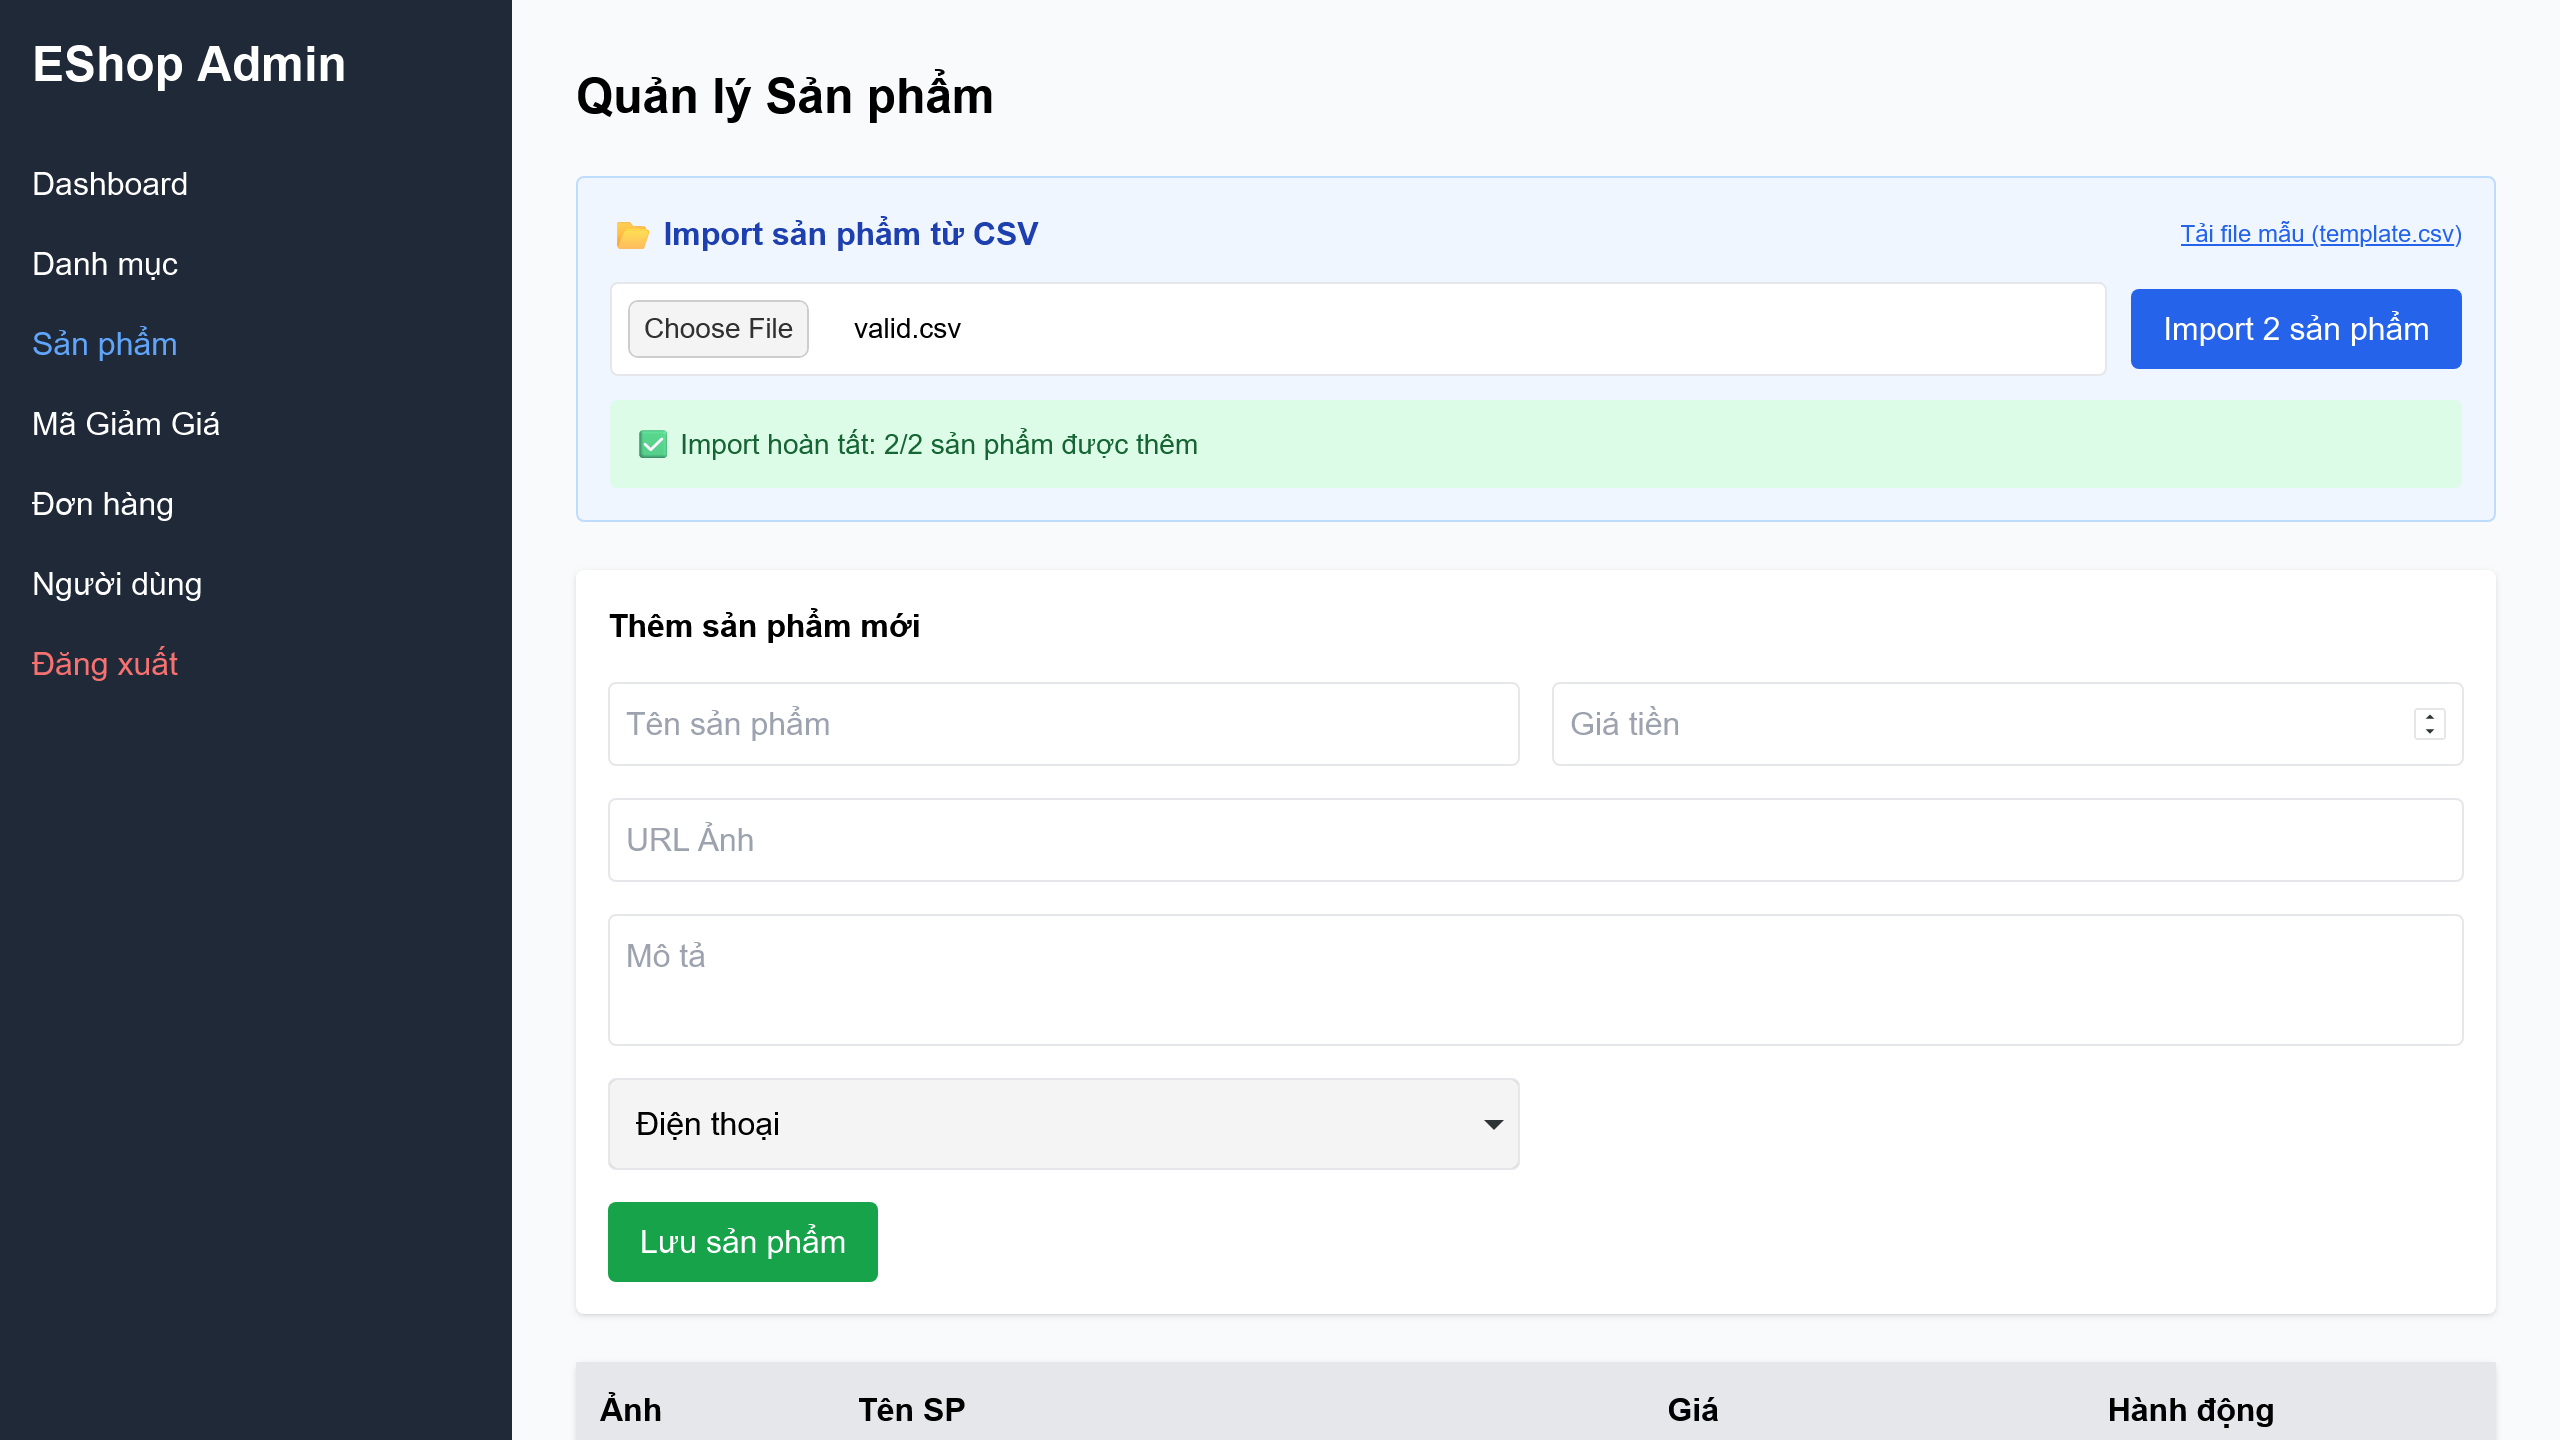 EShop Admin
Dashboard
Danh mục
Sản phẩm
Mã Giảm Giá
Đơn hàng
Người dùng
Đăng xuất
Quản lý Sản phẩm
Import sản phẩm từ CSV
Tải file mẫu (template.csv)
Choose File valid.csv
Import 2 sản phẩm
Import hoàn tất: 2/2 sản phẩm được thêm
Thêm sản phẩm mới
Tên sản phẩm
Giá tiền
URL Ảnh
Mô tả
Điện thoại
Lưu sản phẩm
Ảnh Tên SP Giá Hành động